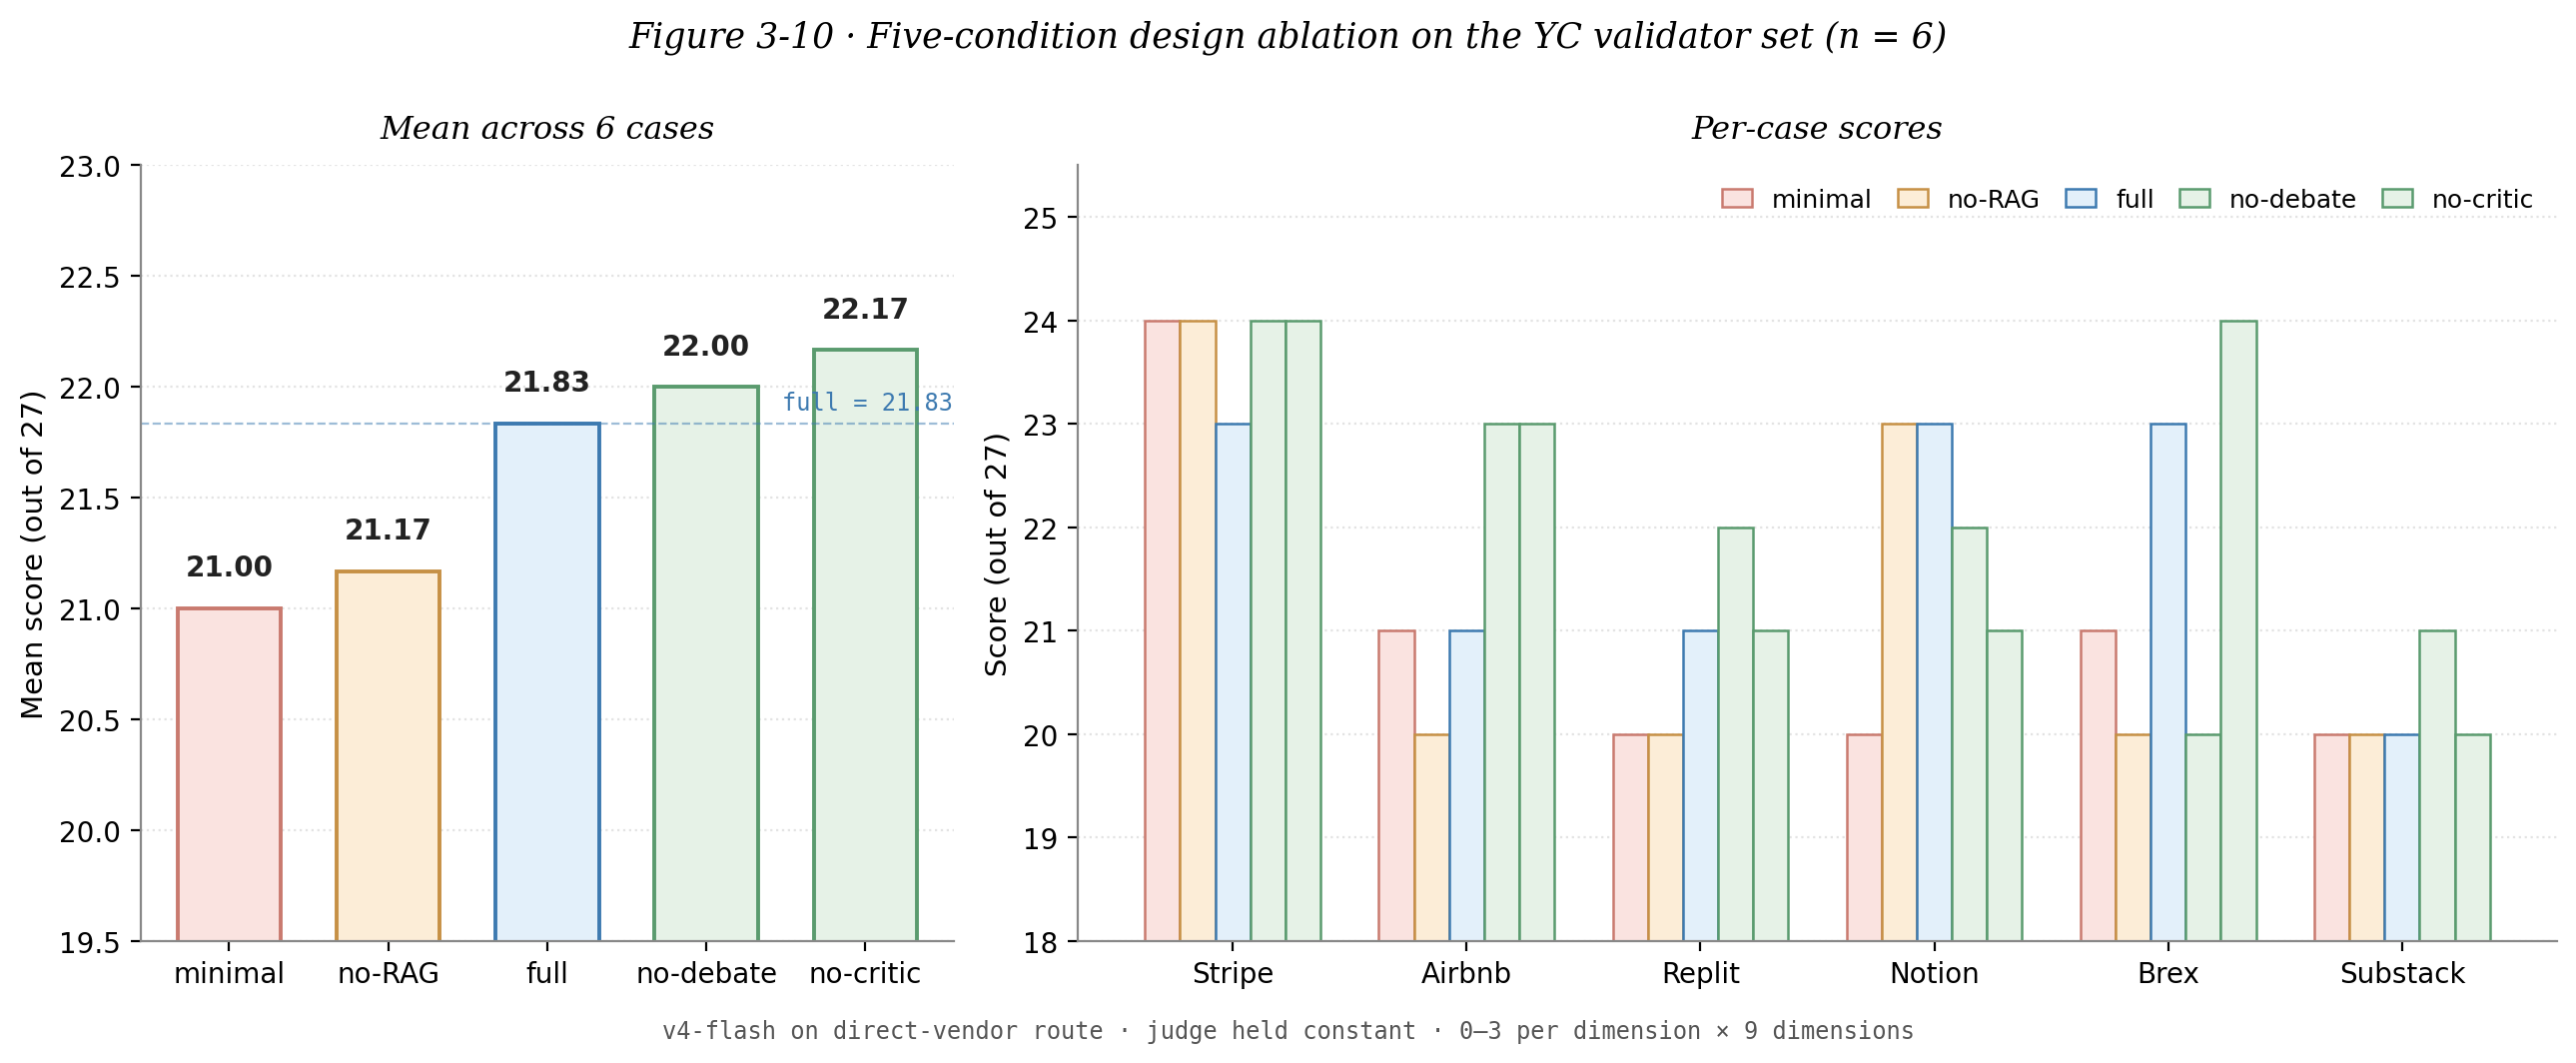 Figure 3-10 · Five-condition design ablation on the YC validator set (n = 6)
Mean across 6 cases
Mean score (out of 27)
23.0
22.5
22.0
21.5
21.0
20.5
20.0
19.5
21.00
21.17
21.83
22.00
22.17
full = 21.83
minimal
no-RAG
full
no-debate
no-critic
Per-case scores
Score (out of 27)
25
24
23
22
21
20
19
18
minimal
no-RAG
full
no-debate
no-critic
Stripe
Airbnb
Replit
Notion
Brex
Substack
v4-flash on direct-vendor route · judge held constant · 0–3 per dimension × 9 dimensions